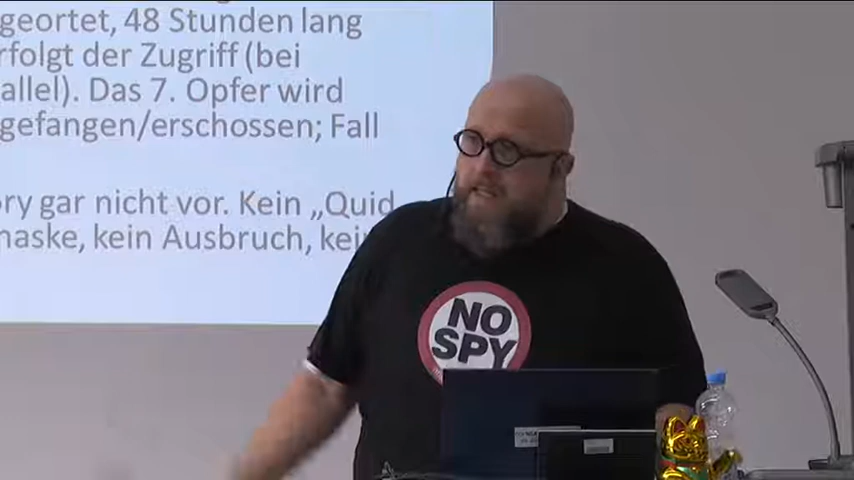 geortet, 48 Stunden lang
rfolgt der Zugriff (bei
allel). Das 7. Opfer wird
gefangen/erschossen; Fall
ory gar nicht vor. Kein „Quid
maske, kein Ausbruch, kein
NO
SPY